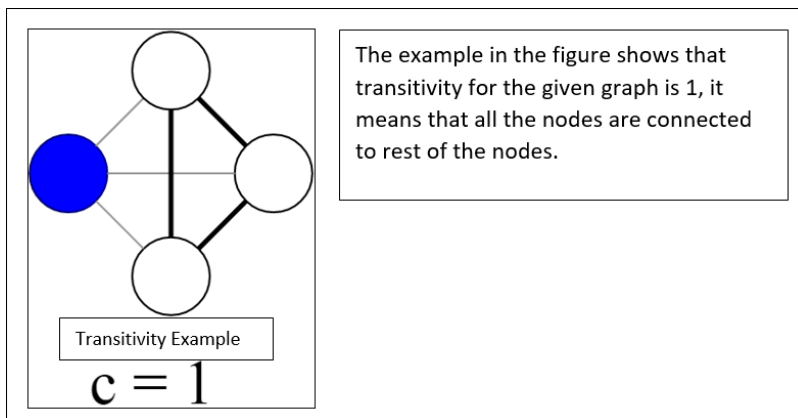 The example in the figure shows that
transitivity for the given graph is 1, it
means that all the nodes are connected
to rest of the nodes.
Transitivity Example
c = 1